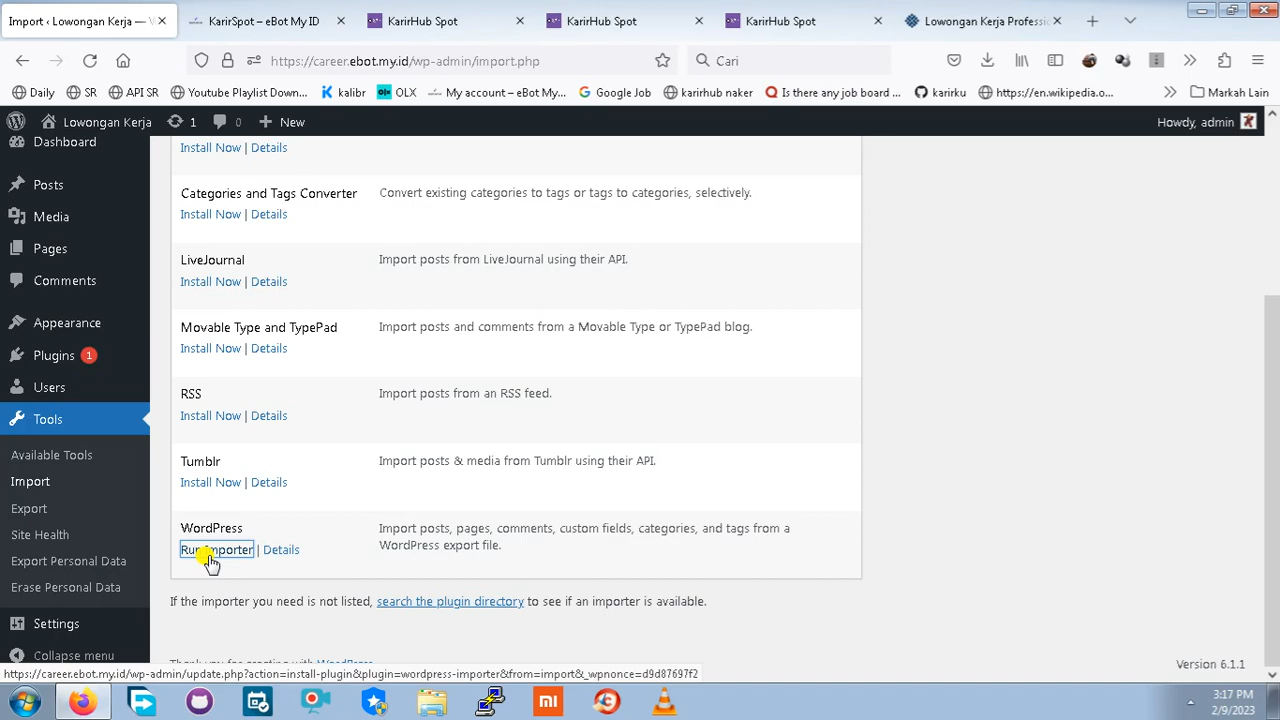 Import ‹ Lowongan Kerja — W
KarirSpot – eBot My ID
KarirHub Spot
KarirHub Spot
KarirHub Spot
Lowongan Kerja Professi
https://career.ebot.my.id/wp-admin/import.php
Cari
Daily
SR
API SR
Youtube Playlist Down...
kalibr
OLX
My account – eBot My...
Google Job
karirhub naker
Is there any job board ...
karirku
https://en.wikipedia.o...
Markah Lain
Lowongan Kerja
1
0
New
Howdy, admin
Dashboard
Posts
Media
Pages
Comments
Appearance
Plugins 1
Users
Tools
Available Tools
Import
Export
Site Health
Export Personal Data
Erase Personal Data
Settings
Collapse menu
Install Now | Details
Categories and Tags Converter
Convert existing categories to tags or tags to categories, selectively.
Install Now | Details
LiveJournal
Import posts from LiveJournal using their API.
Install Now | Details
Movable Type and TypePad
Import posts and comments from a Movable Type or TypePad blog.
Install Now | Details
RSS
Import posts from an RSS feed.
Install Now | Details
Tumblr
Import posts & media from Tumblr using their API.
Install Now | Details
WordPress
Import posts, pages, comments, custom fields, categories, and tags from a
WordPress export file.
Run Importer | Details
If the importer you need is not listed, search the plugin directory to see if an importer is available.
Thank you for creating with WordPress
Version 6.1.1
https://career.ebot.my.id/wp-admin/update.php?action=install-plugin&plugin=wordpress-importer&from=import&_wpnonce=d9d87697f2
3:17 PM
2/9/2023